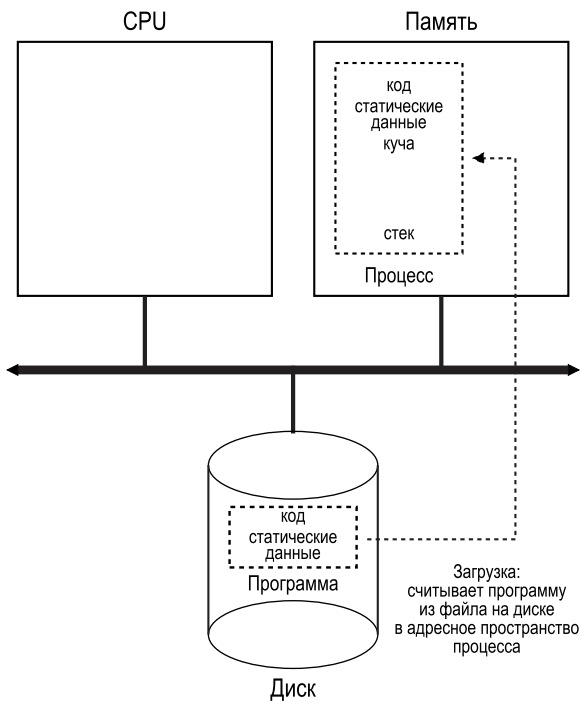 CPU
Память
код
статические
данные
куча
стек
Процесс
код
статические
данные
Программа
Загрузка:
считывает программу
из файла на диске
в адресное пространство
процесса
Диск